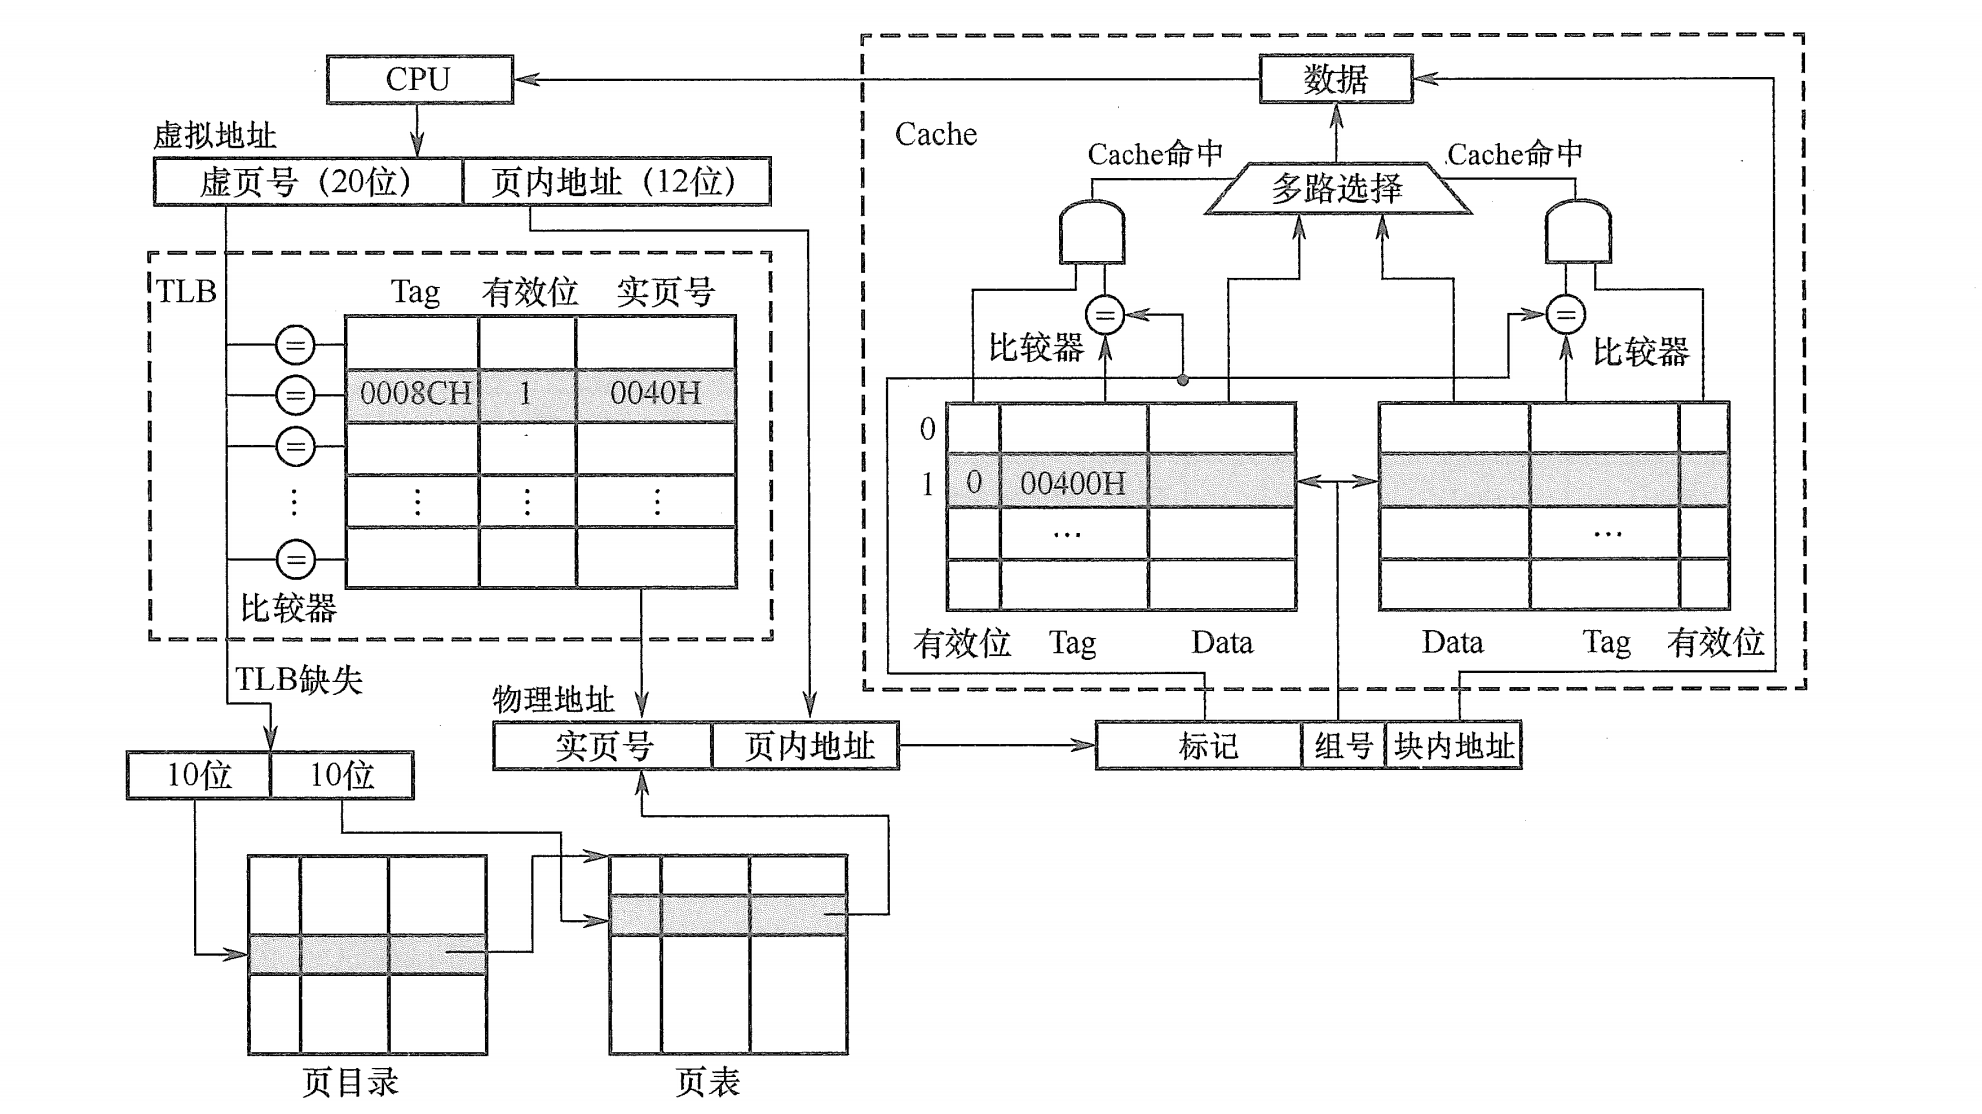 CPU
数据
虚拟地址
Cache
虚页号（20位）
页内地址（12位）
Cache命中
Cache命中
多路选择
TLB
Tag
有效位
实页号
=
=
=
=
=
=
比较器
比较器
0008CH
1
0040H
0
1
0
00400H
⋮
⋮
⋮
⋮
…
…
比较器
有效位
Tag
Data
Data
Tag
有效位
TLB缺失
物理地址
实页号
页内地址
标记
组号
块内地址
10位
10位
页目录
页表